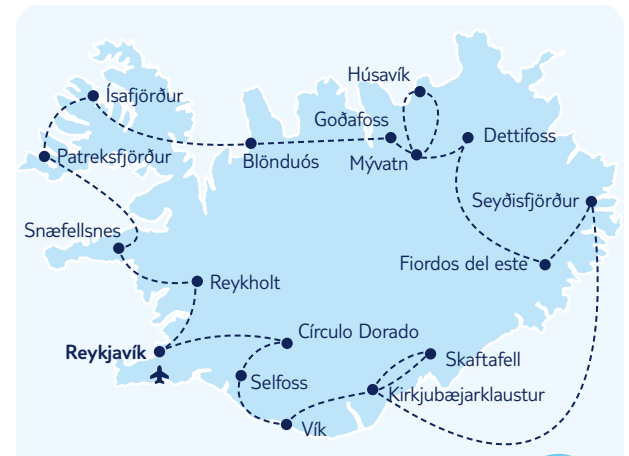 Húsavík
Ísafjörður
Goðafoss
Dettifoss
Patreksfjörður
Blönduós
Mývatn
Seyðisfjörður
Snæfellsnes
Fiordos del este
Reykholt
Círculo Dorado
Reykjavík
Skaftafell
Selfoss
Kirkjubæjarklaustur
Vík